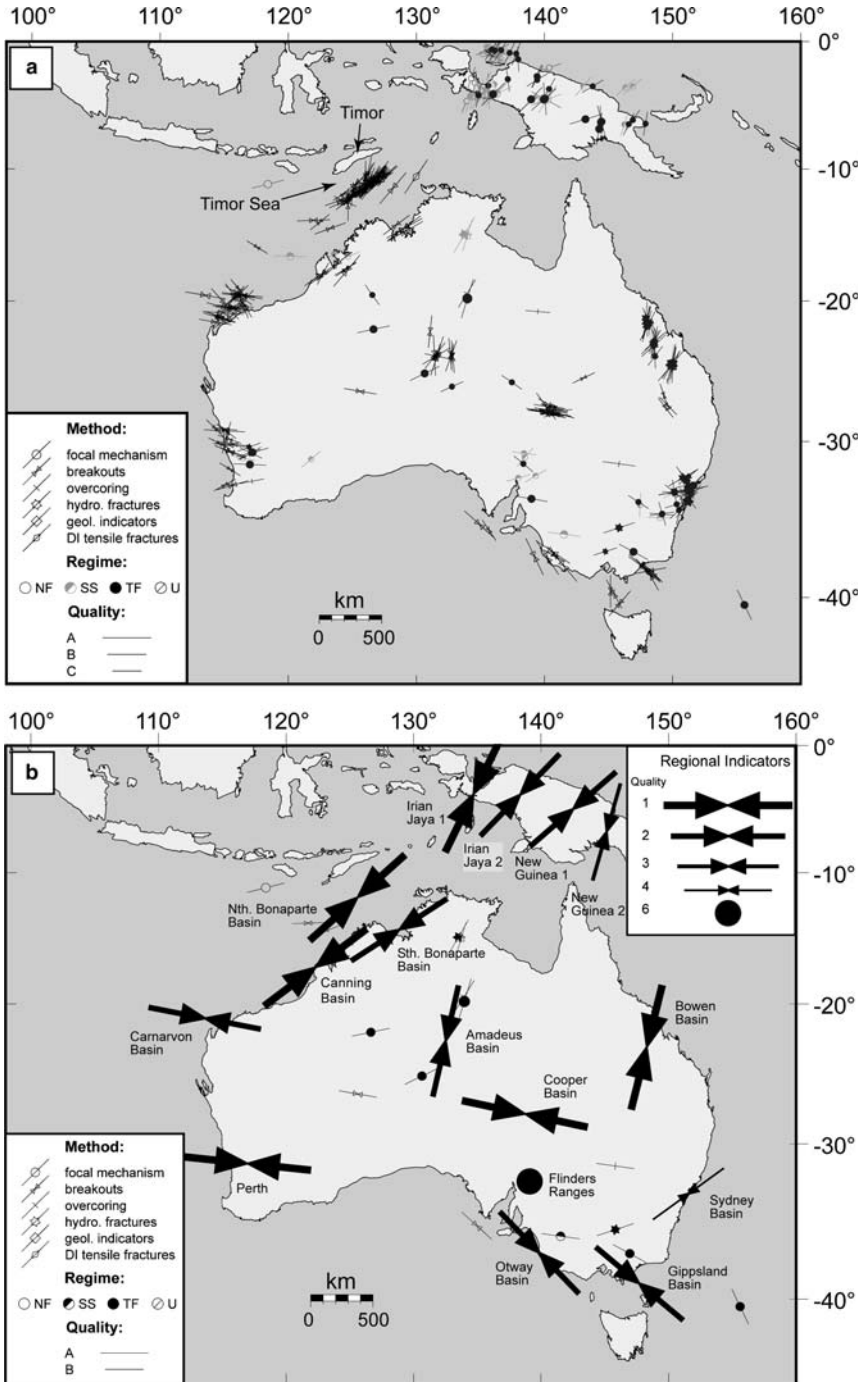 100° 110° 120° 130° 140° 150° 160°
a
0°
Timor
-10°
Timor Sea
-20°
-30°
-40°
Method:
focal mechanism
breakouts
overcoring
hydro. fractures
geol. indicators
DI tensile fractures
Regime:
NF SS TF U
Quality:
A
B
C
km
0 500
100° 110° 120° 130° 140° 150° 160°
b
0°
Regional Indicators
Quality
1
2
3
4
6
Irian
Jaya 1
Irian
Jaya 2
New
Guinea 1
New
Guinea 2
-10°
Nth. Bonaparte
Basin
Sth. Bonaparte
Basin
Canning
Basin
-20°
Carnarvon
Basin
Amadeus
Basin
Bowen
Basin
Cooper
Basin
-30°
Perth
Flinders
Ranges
Sydney
Basin
Otway
Basin
Gippsland
Basin
-40°
Method:
focal mechanism
breakouts
overcoring
hydro. fractures
geol. indicators
DI tensile fractures
Regime:
NF SS TF U
Quality:
A
B
km
0 500